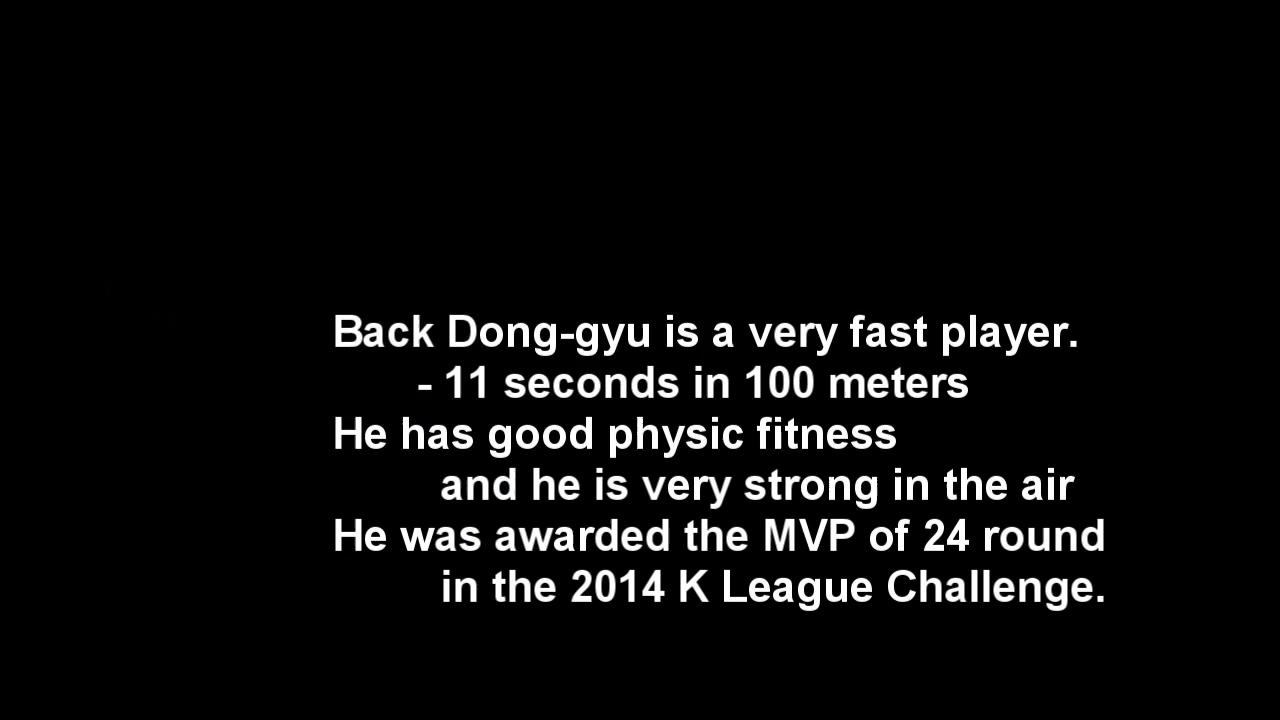 Back Dong-gyu is a very fast player.
- 11 seconds in 100 meters
He has good physic fitness
and he is very strong in the air
He was awarded the MVP of 24 round
in the 2014 K League Challenge.